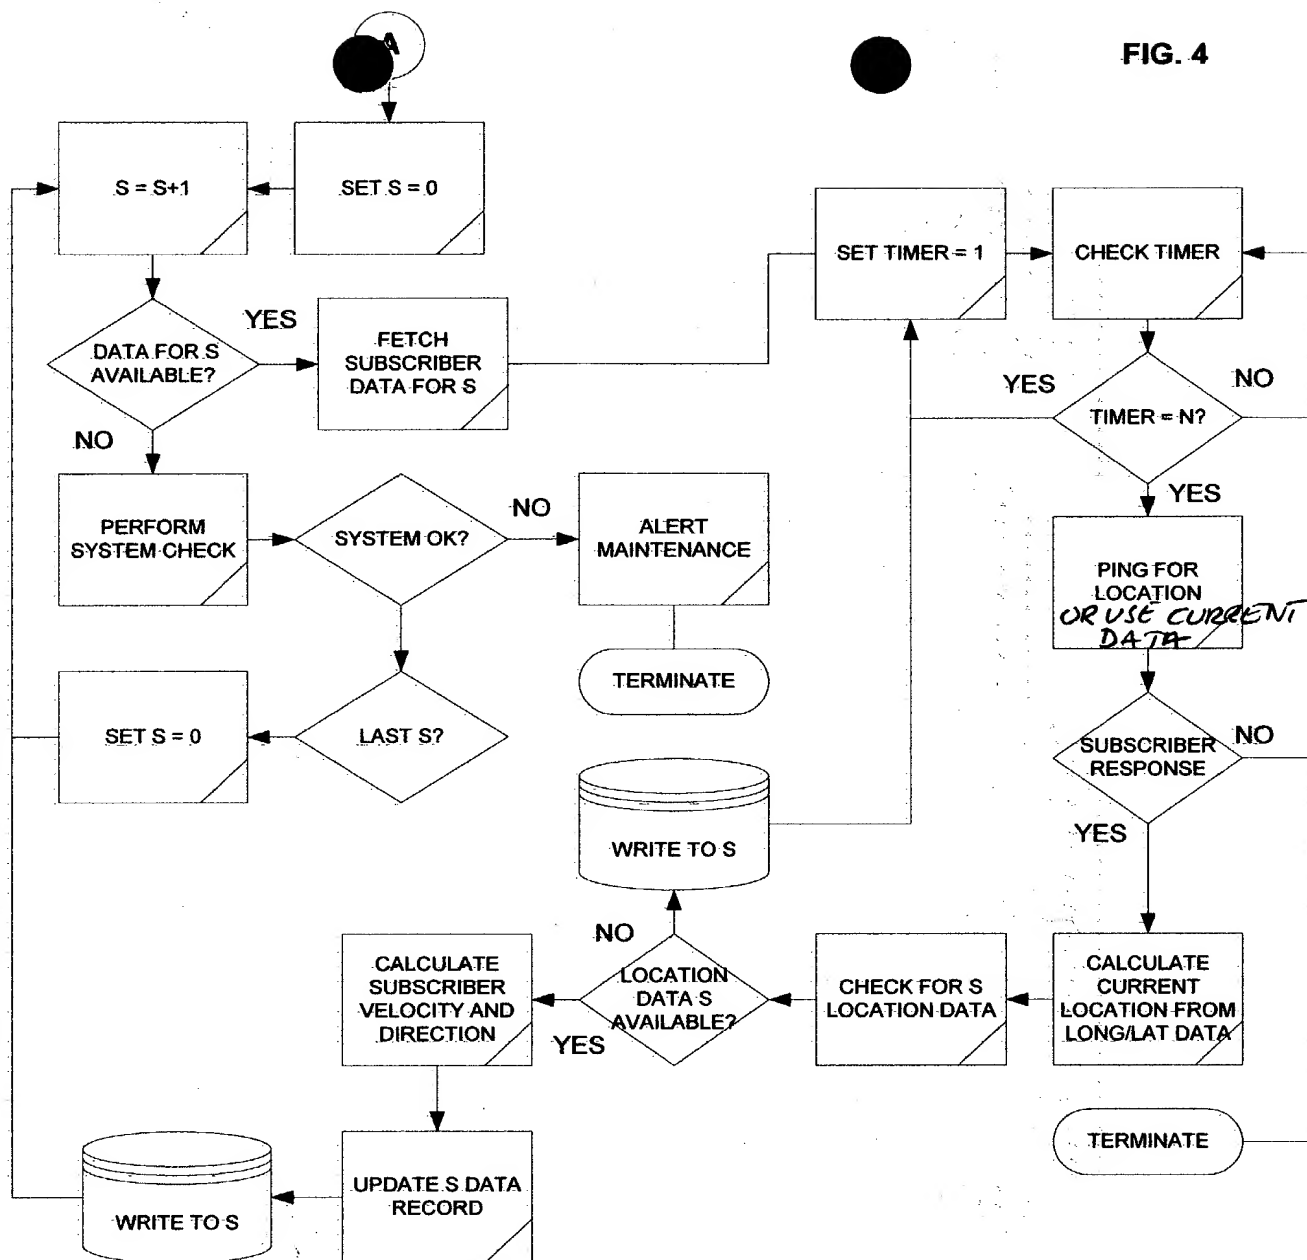 A
FIG. 4
S = S+1
SET S = 0
SET TIMER = 1
CHECK TIMER
DATA FOR S
AVAILABLE?
YES
FETCH
SUBSCRIBER
DATA FOR S
NO
YES
TIMER = N?
NO
YES
PERFORM
SYSTEM CHECK
SYSTEM OK?
NO
ALERT
MAINTENANCE
TERMINATE
PING FOR
LOCATION
OR USE CURRENT
DATA
SET S = 0
LAST S?
SUBSCRIBER
RESPONSE
NO
YES
WRITE TO S
NO
CALCULATE
SUBSCRIBER
VELOCITY AND
DIRECTION
YES
LOCATION
DATA S
AVAILABLE?
CHECK FOR S
LOCATION DATA
CALCULATE
CURRENT
LOCATION FROM
LONG/LAT DATA
TERMINATE
UPDATE S DATA
RECORD
WRITE TO S